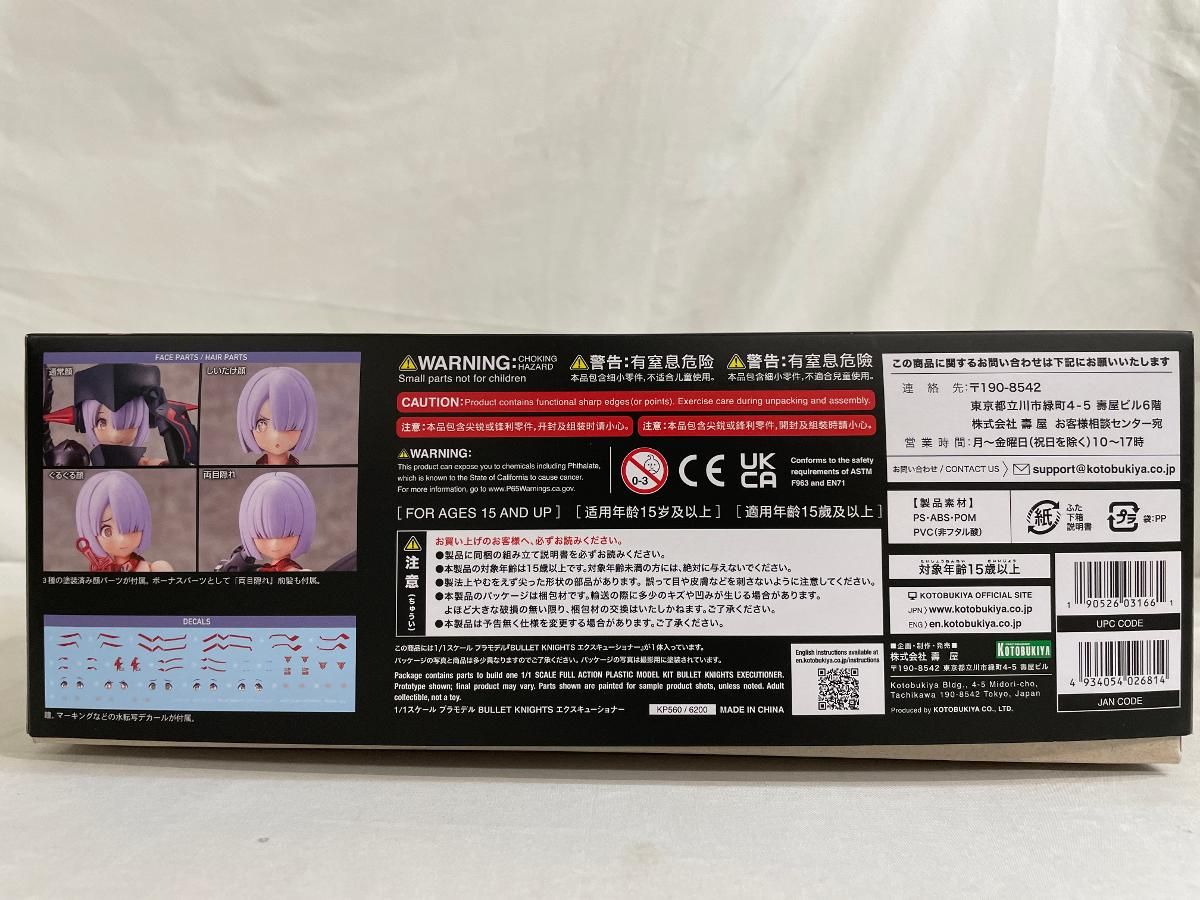 FACE PARTS / HAIR PARTS
通常顔
しいたけ顔
ぐるぐる顔
両目隠れ
3種の塗装済み顔パーツが付属。ボーナスパーツとして「両目隠れ」前髪も付属。
DECALS
瞳、マーキングなどの水転写デカールが付属。
WARNING: CHOKING HAZARD
Small parts not for children
警告:有窒息危险
本品包含细小零件,不适合儿童使用。
警告:有窒息危險
本品包含細小零件,不適合兒童使用。
CAUTION: Product contains functional sharp edges (or points). Exercise care during unpacking and assembly.
注意:本品包含尖锐或锋利零件,开封及组装时请小心。
注意:本品包含尖銳或鋒利零件,開封及組裝時請小心。
WARNING:
This product can expose you to chemicals including Phthalate,
which is known to the State of California to cause cancer.
For more information, go to www.P65Warnings.ca.gov.
0-3
CE
UK
CA
Conforms to the safety
requirements of ASTM
F963 and EN71
[ FOR AGES 15 AND UP ] [ 适用年龄15岁及以上 ] [ 適用年齡15歲及以上 ]
注意(ちゅうい)
お買い上げのお客様へ、必ずお読みください。
●製品に同梱の組み立て説明書を必ずお読みください。
●本製品の対象年齢は15歳以上です。対象年齢未満の方には、絶対に与えないでください。
●製法上やむをえず尖った形状の部品があります。誤って目や皮膚などを刺さないように注意してください。
●本製品のパッケージは梱包材です。輸送の際に多少のキズや凹みが生じる場合があります。
よほど大きな破損の無い限り、梱包材の交換はいたしかねます。ご了承ください。
●本製品は予告無く仕様を変更する場合があります。ご了承ください。
この商品には1/1スケール プラモデル『BULLET KNIGHTS エクスキューショナー』が1体入っています。
パッケージの写真と商品は多少異なりますのでご了承ください。パッケージの写真は撮影用に塗装されています。
Package contains parts to build one 1/1 SCALE FULL ACTION PLASTIC MODEL KIT BULLET KNIGHTS EXECUTIONER.
Prototype shown; final product may vary. Parts shown are painted for sample product shots, unless noted. Adult
collectible, not a toy.
1/1スケール プラモデル BULLET KNIGHTS エクスキューショナー
KP560 / 6200
MADE IN CHINA
English instructions available at
en.kotobukiya.co.jp/instructions
この商品に関するお問い合わせは下記にお願いいたします
連絡先:〒190-8542
東京都立川市緑町4-5 壽屋ビル6階
株式会社 壽屋 お客様相談センター宛
営業時間:月〜金曜日(祝日を除く)10〜17時
お問い合わせ / CONTACT US
support@kotobukiya.co.jp
【製品素材】
PS・ABS・POM
PVC(非フタル酸)
紙
ふた
下箱
説明書
プラ
袋:PP
対象年齢15歳以上
KOTOBUKIYA OFFICIAL SITE
JPN> www.kotobukiya.co.jp
ENG> en.kotobukiya.co.jp
■企画・制作・発売■
株式会社 壽屋
KOTOBUKIYA
〒190-8542 東京都立川市緑町4-5 壽屋ビル
Kotobukiya Bldg., 4-5 Midori-cho,
Tachikawa 190-8542 Tokyo, Japan
Produced by KOTOBUKIYA CO., LTD.
1 90526 03166 1
UPC CODE
4 934054 026814
JAN CODE